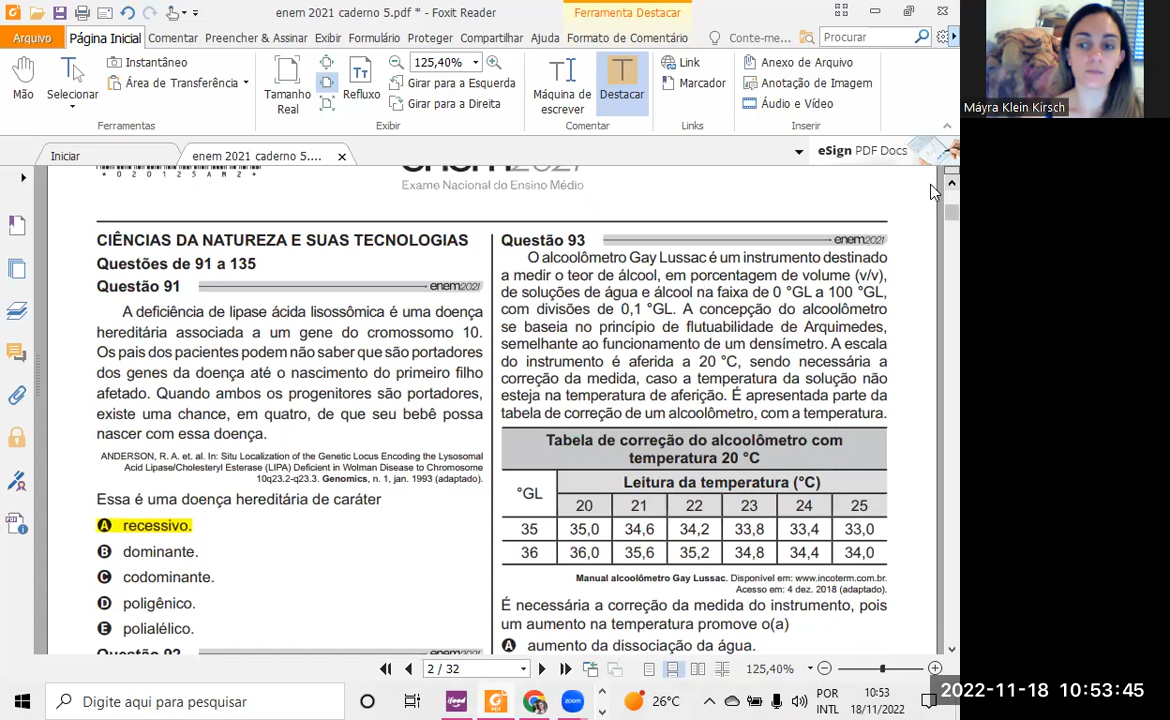 enem 2021 caderno 5.pdf * - Foxit Reader
Ferramenta Destacar
Arquivo
Página Inicial
Comentar
Preencher & Assinar
Exibir
Formulário
Proteger
Compartilhar
Ajuda
Formato de Comentário
Conte-me...
Procurar
Mão
Selecionar
Instantâneo
Área de Transferência
Ferramentas
Tamanho Real
Refluxo
125,40%
Girar para a Esquerda
Girar para a Direita
Exibir
Máquina de escrever
Destacar
Comentar
Link
Marcador
Links
Anexo de Arquivo
Anotação de Imagem
Áudio e Vídeo
Inserir
Máyra Klein Kirsch
Iniciar
enem 2021 caderno 5....
eSign PDF Docs
*020125AM2*
enem2021
Exame Nacional do Ensino Médio
CIÊNCIAS DA NATUREZA E SUAS TECNOLOGIAS
Questões de 91 a 135
Questão 91 enem2021
A deficiência de lipase ácida lisossômica é uma doença
hereditária associada a um gene do cromossomo 10.
Os pais dos pacientes podem não saber que são portadores
dos genes da doença até o nascimento do primeiro filho
afetado. Quando ambos os progenitores são portadores,
existe uma chance, em quatro, de que seu bebê possa
nascer com essa doença.
ANDERSON, R. A. et. al. In: Situ Localization of the Genetic Locus Encoding the Lysosomal
Acid Lipase/Cholesteryl Esterase (LIPA) Deficient in Wolman Disease to Chromosome
10q23.2-q23.3. Genomics, n. 1, jan. 1993 (adaptado).
Essa é uma doença hereditária de caráter
A recessivo.
B dominante.
C codominante.
D poligênico.
E polialélico.
Questão 92 enem2021
Questão 93 enem2021
O alcoolômetro Gay Lussac é um instrumento destinado
a medir o teor de álcool, em porcentagem de volume (v/v),
de soluções de água e álcool na faixa de 0 °GL a 100 °GL,
com divisões de 0,1 °GL. A concepção do alcoolômetro
se baseia no princípio de flutuabilidade de Arquimedes,
semelhante ao funcionamento de um densímetro. A escala
do instrumento é aferida a 20 °C, sendo necessária a
correção da medida, caso a temperatura da solução não
esteja na temperatura de aferição. É apresentada parte da
tabela de correção de um alcoolômetro, com a temperatura.
Tabela de correção do alcoolômetro com
temperatura 20 °C
°GL Leitura da temperatura (°C)
20 21 22 23 24 25
35 35,0 34,6 34,2 33,8 33,4 33,0
36 36,0 35,6 35,2 34,8 34,4 34,0
Manual alcoolômetro Gay Lussac. Disponível em: www.incoterm.com.br.
Acesso em: 4 dez. 2018 (adaptado).
É necessária a correção da medida do instrumento, pois
um aumento na temperatura promove o(a)
A aumento da dissociação da água.
2 / 32
125,40%
Digite aqui para pesquisar
ifood
zoom
26°C
POR
INTL
10:53
18/11/2022
2022-11-18 10:53:45